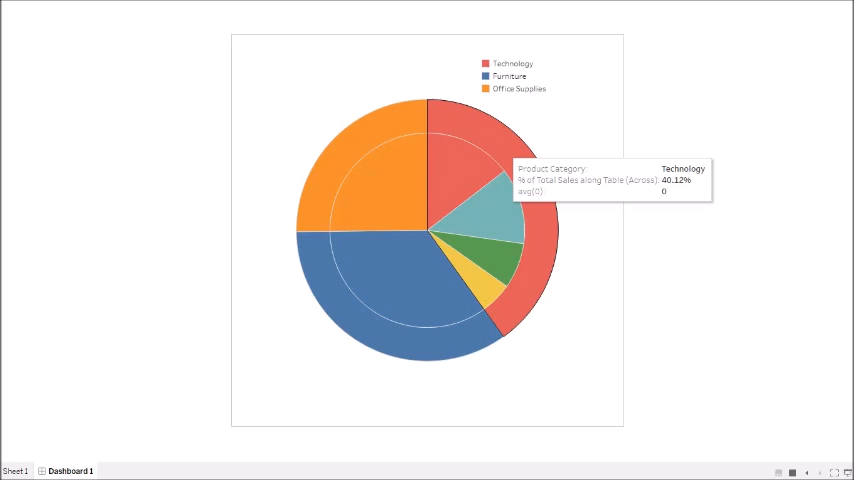 Technology
Furniture
Office Supplies
Product Category: Technology
% of Total Sales along Table (Across): 40.12%
avg(0) 0
Sheet 1 Dashboard 1